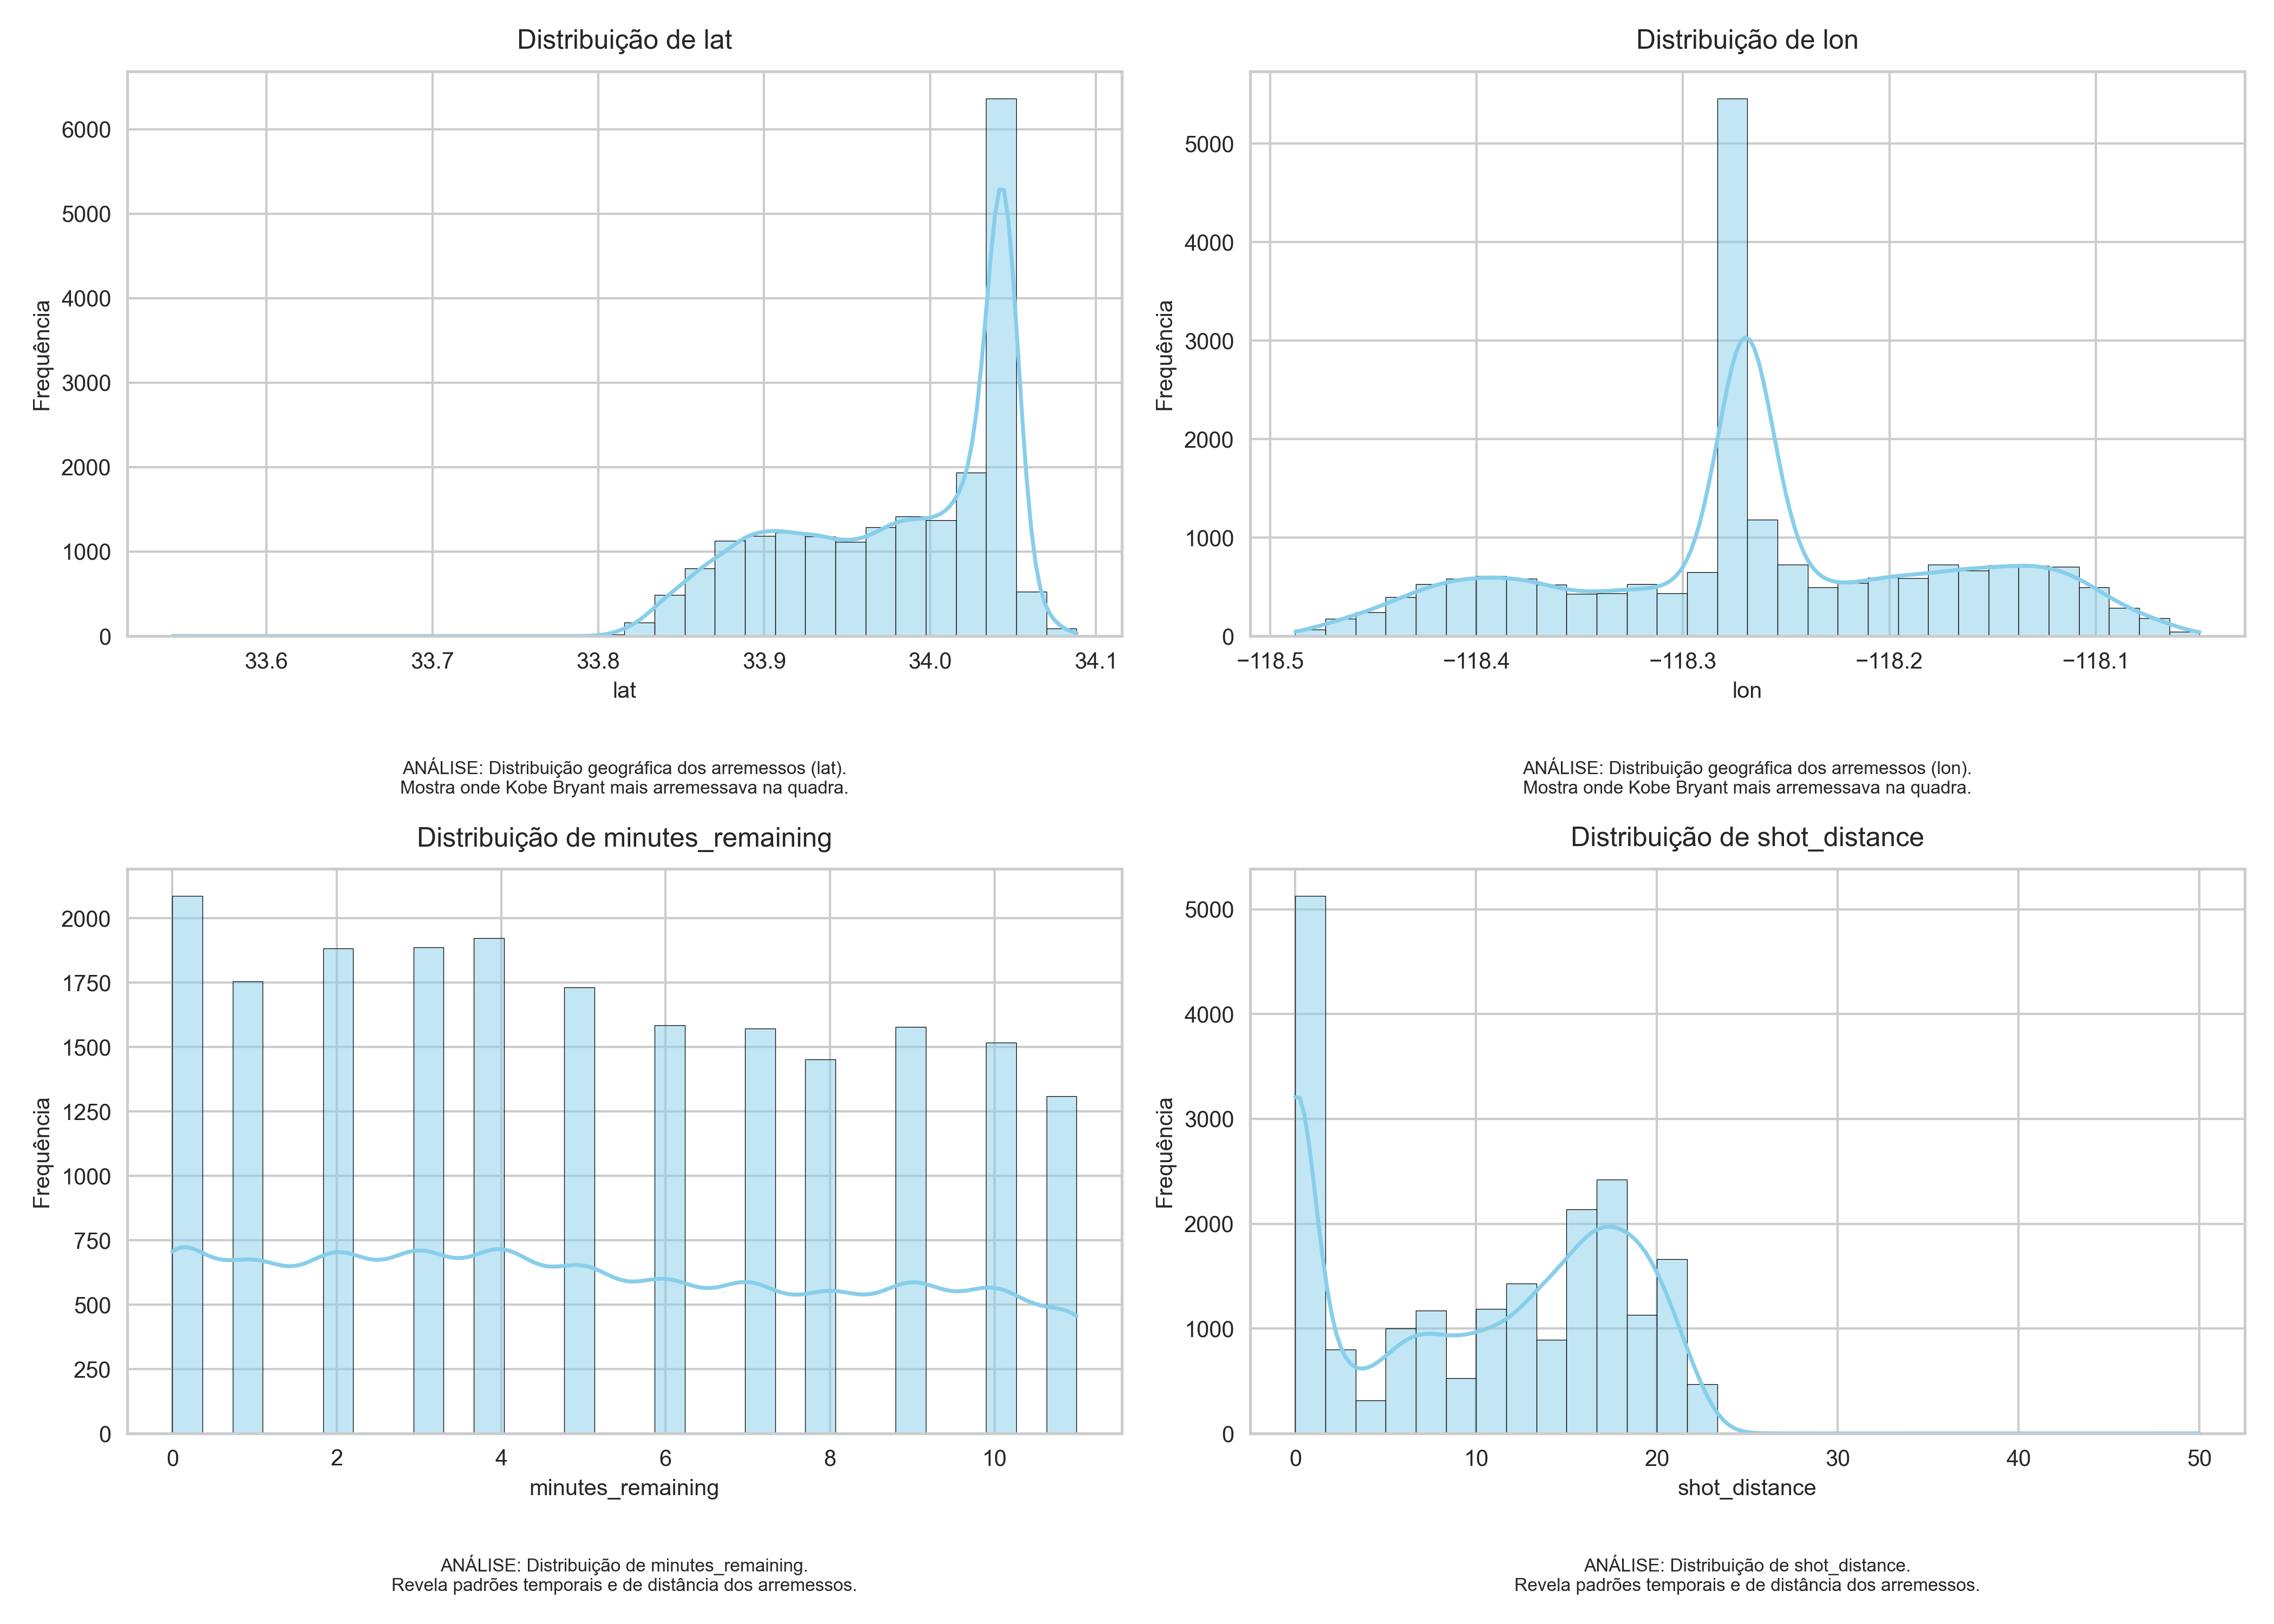 Distribuição de lat
Frequência
6000
5000
4000
3000
2000
1000
0
33.6 33.7 33.8 33.9 34.0 34.1
lat
ANÁLISE: Distribuição geográfica dos arremessos (lat).
Mostra onde Kobe Bryant mais arremessava na quadra.
Distribuição de lon
Frequência
5000
4000
3000
2000
1000
0
−118.5 −118.4 −118.3 −118.2 −118.1
lon
ANÁLISE: Distribuição geográfica dos arremessos (lon).
Mostra onde Kobe Bryant mais arremessava na quadra.
Distribuição de minutes_remaining
Frequência
2000
1750
1500
1250
1000
750
500
250
0
0 2 4 6 8 10
minutes_remaining
ANÁLISE: Distribuição de minutes_remaining.
Revela padrões temporais e de distância dos arremessos.
Distribuição de shot_distance
Frequência
5000
4000
3000
2000
1000
0
0 10 20 30 40 50
shot_distance
ANÁLISE: Distribuição de shot_distance.
Revela padrões temporais e de distância dos arremessos.